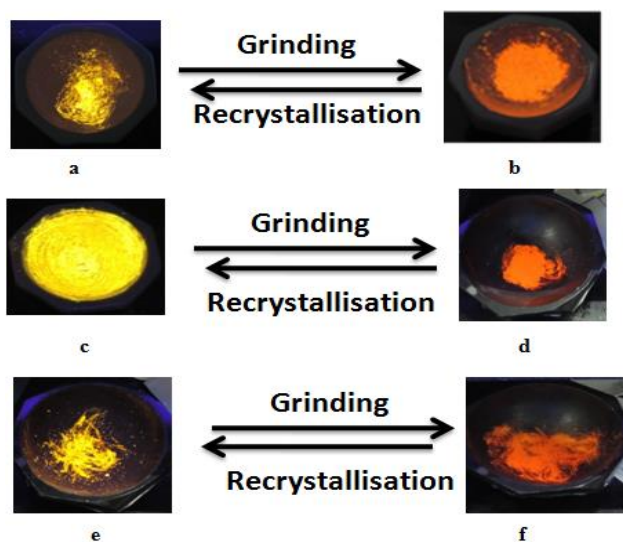 Grinding
Recrystallisation
a
b
Grinding
Recrystallisation
c
d
Grinding
Recrystallisation
e
f